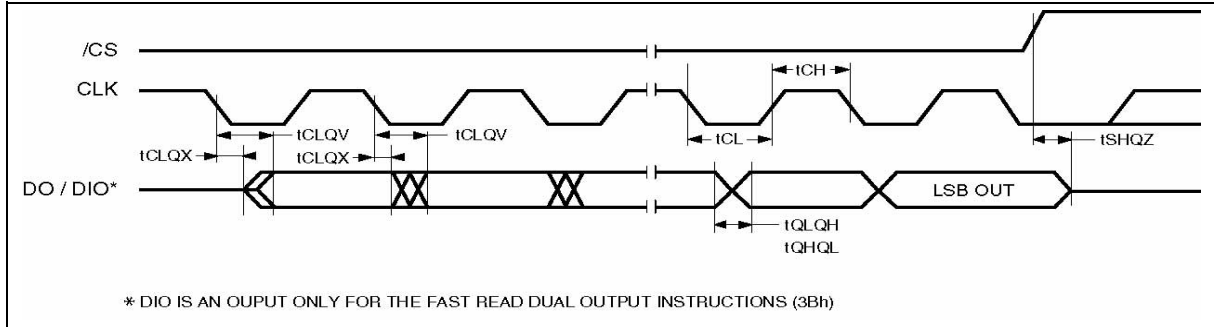 /CS
CLK
tCH
tCLQV
tCLQV
tCL
tSHQZ
tCLQX
tCLQX
DO / DIO*
LSB OUT
tQLQH
tQHQL
* DIO IS AN OUPUT ONLY FOR THE FAST READ DUAL OUTPUT INSTRUCTIONS (3Bh)